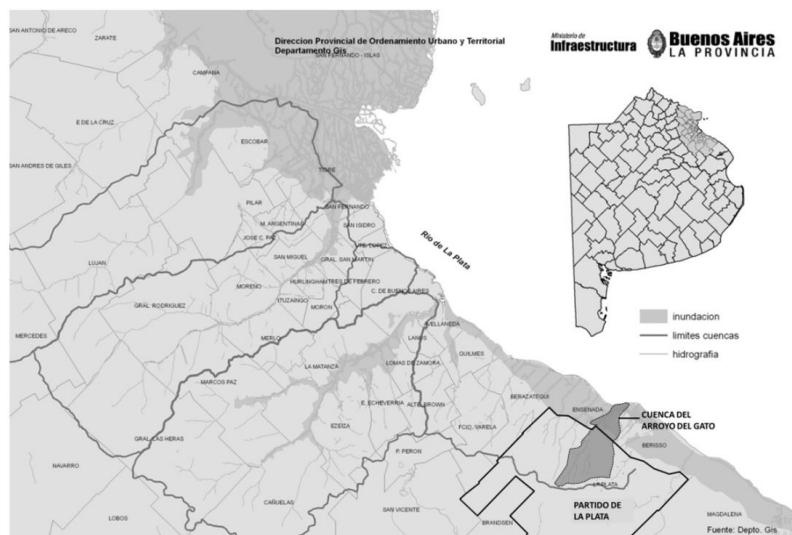 Direccion Provincial de Ordenamiento Urbano y Territorial
Departamento Gis
Ministerio de
Infraestructura
Buenos Aires
LA PROVINCIA
SAN ANTONIO DE ARECO
ZARATE
SAN FERNANDO - ISLAS
CAMPANA
E DE LA CRUZ
ESCOBAR
SAN ANDRES DE GILES
TIGRE
PILAR
SAN FERNANDO
M. ARGENTINAS
SAN ISIDRO
JOSE C. PAZ
VTE. LOPEZ
Rio de La Plata
LUJAN
SAN MIGUEL
GRAL. SAN MARTIN
MORENO
HURLINGHAM
TRES DE FEBRERO
C. DE BUENOS AIRES
GRAL. RODRIGUEZ
ITUZAINGO
MORON
inundacion
limites cuencas
hidrografia
MERCEDES
MERLO
AVELLANEDA
LANUS
QUILMES
LA MATANZA
LOMAS DE ZAMORA
MARCOS PAZ
BERAZATEGUI
E. ECHEVERRIA
ALTE. BROWN
ENSENADA
CUENCA DEL
ARROYO DEL GATO
EZEIZA
FCIO. VARELA
GRAL. LAS HERAS
BERISSO
P. PERON
NAVARRO
CAÑUELAS
LA PLATA
SAN VICENTE
PARTIDO DE
LA PLATA
MAGDALENA
LOBOS
BRANDSEN
Fuente: Depto. Gis